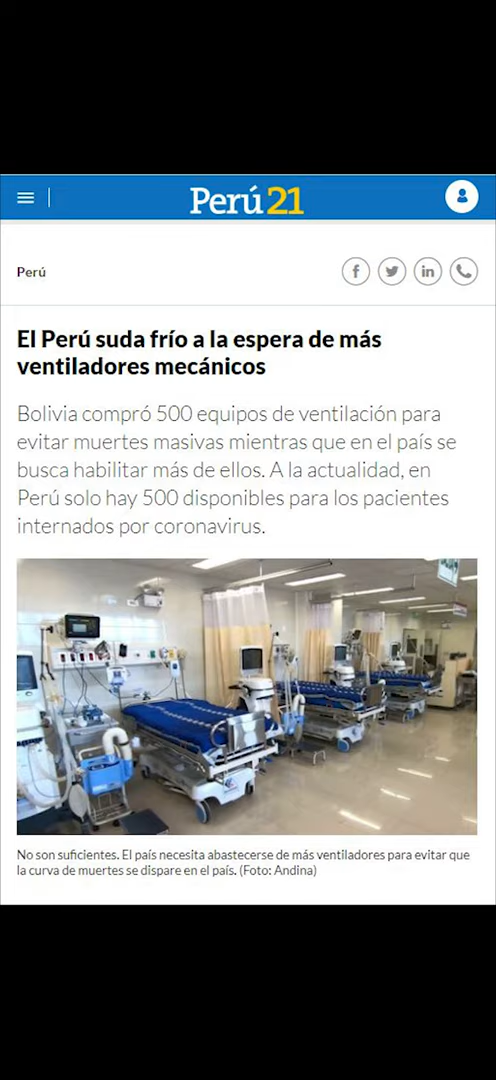 Perú21
Perú
El Perú suda frío a la espera de más
ventiladores mecánicos
Bolivia compró 500 equipos de ventilación para
evitar muertes masivas mientras que en el país se
busca habilitar más de ellos. A la actualidad, en
Perú solo hay 500 disponibles para los pacientes
internados por coronavirus.
No son suficientes. El país necesita abastecerse de más ventiladores para evitar que
la curva de muertes se dispare en el país. (Foto: Andina)